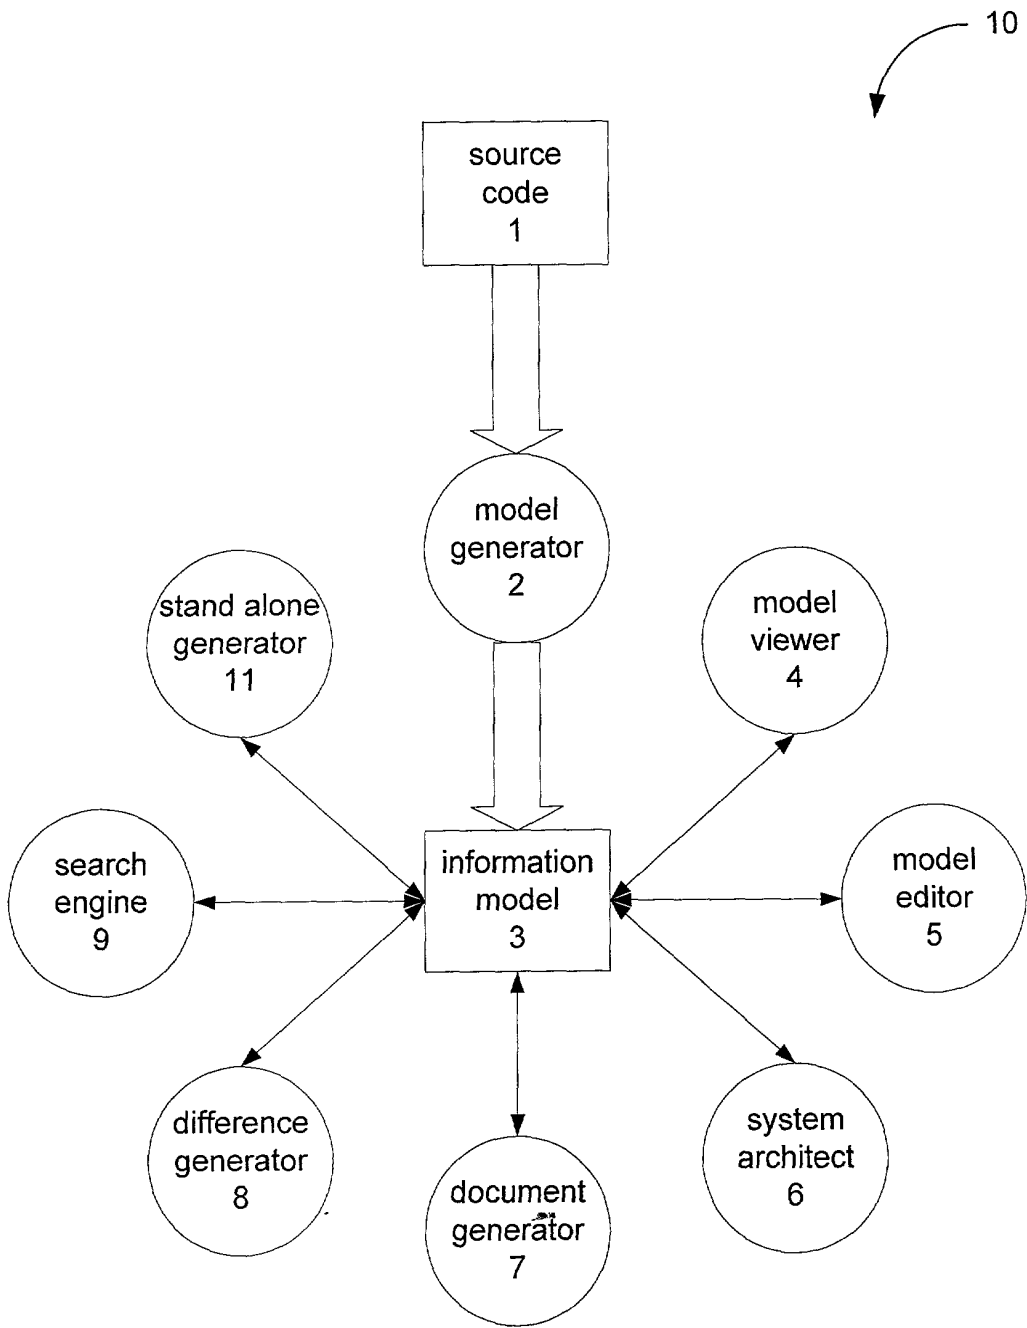 10
source
code
1
model
generator
2
stand alone
generator
11
model
viewer
4
search
engine
9
information
model
3
model
editor
5
difference
generator
8
document
generator
7
system
architect
6